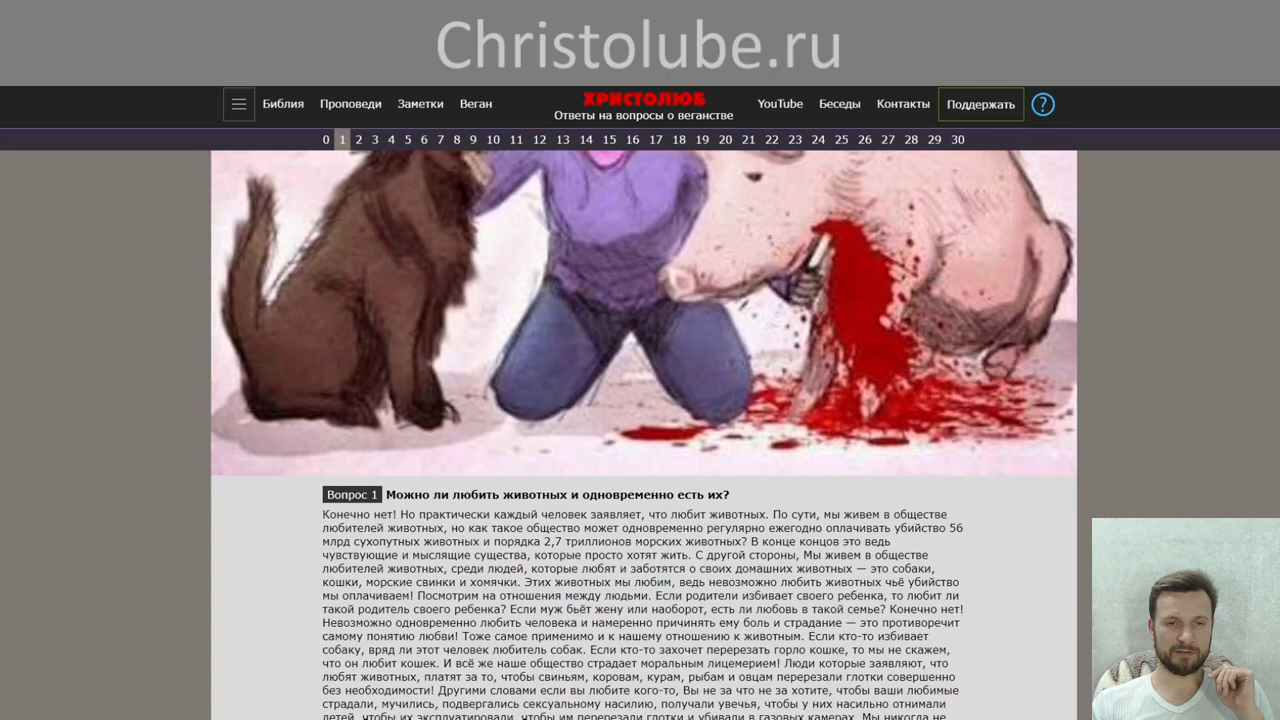 Christolube.ru
Библия Проповеди Заметки Веган ХРИСТОЛЮБ YouTube Беседы Контакты Поддержать ?
Ответы на вопросы о веганстве
0 1 2 3 4 5 6 7 8 9 10 11 12 13 14 15 16 17 18 19 20 21 22 23 24 25 26 27 28 29 30
Вопрос 1 Можно ли любить животных и одновременно есть их?
Конечно нет! Но практически каждый человек заявляет, что любит животных. По сути, мы живем в обществе
любителей животных, но как такое общество может одновременно регулярно ежегодно оплачивать убийство 56
млрд сухопутных животных и порядка 2,7 триллионов морских животных? В конце концов это ведь
чувствующие и мыслящие существа, которые просто хотят жить. С другой стороны, Мы живем в обществе
любителей животных, среди людей, которые любят и заботятся о своих домашних животных — это собаки,
кошки, морские свинки и хомячки. Этих животных мы любим, ведь невозможно любить животных чьё убийство
мы оплачиваем! Посмотрим на отношения между людьми. Если родители избивает своего ребенка, то любит ли
такой родитель своего ребенка? Если муж бьёт жену или наоборот, есть ли любовь в такой семье? Конечно нет!
Невозможно одновременно любить человека и намеренно причинять ему боль и страдание — это противоречит
самому понятию любви! Тоже самое применимо и к нашему отношению к животным. Если кто-то избивает
собаку, вряд ли этот человек любитель собак. Если кто-то захочет перерезать горло кошке, то мы не скажем,
что он любит кошек. И всё же наше общество страдает моральным лицемерием! Люди которые заявляют, что
любят животных, платят за то, чтобы свиньям, коровам, курам, рыбам и овцам перерезали глотки совершенно
без необходимости! Другими словами если вы любите кого-то, Вы не за что не за хотите, чтобы ваши любимые
страдали, мучились, подвергались сексуальному насилию, получали увечья, чтобы у них насильно отнимали
детей, чтобы их эксплуатировали, чтобы им перерезали глотки и убивали в газовых камерах. Мы никогда не